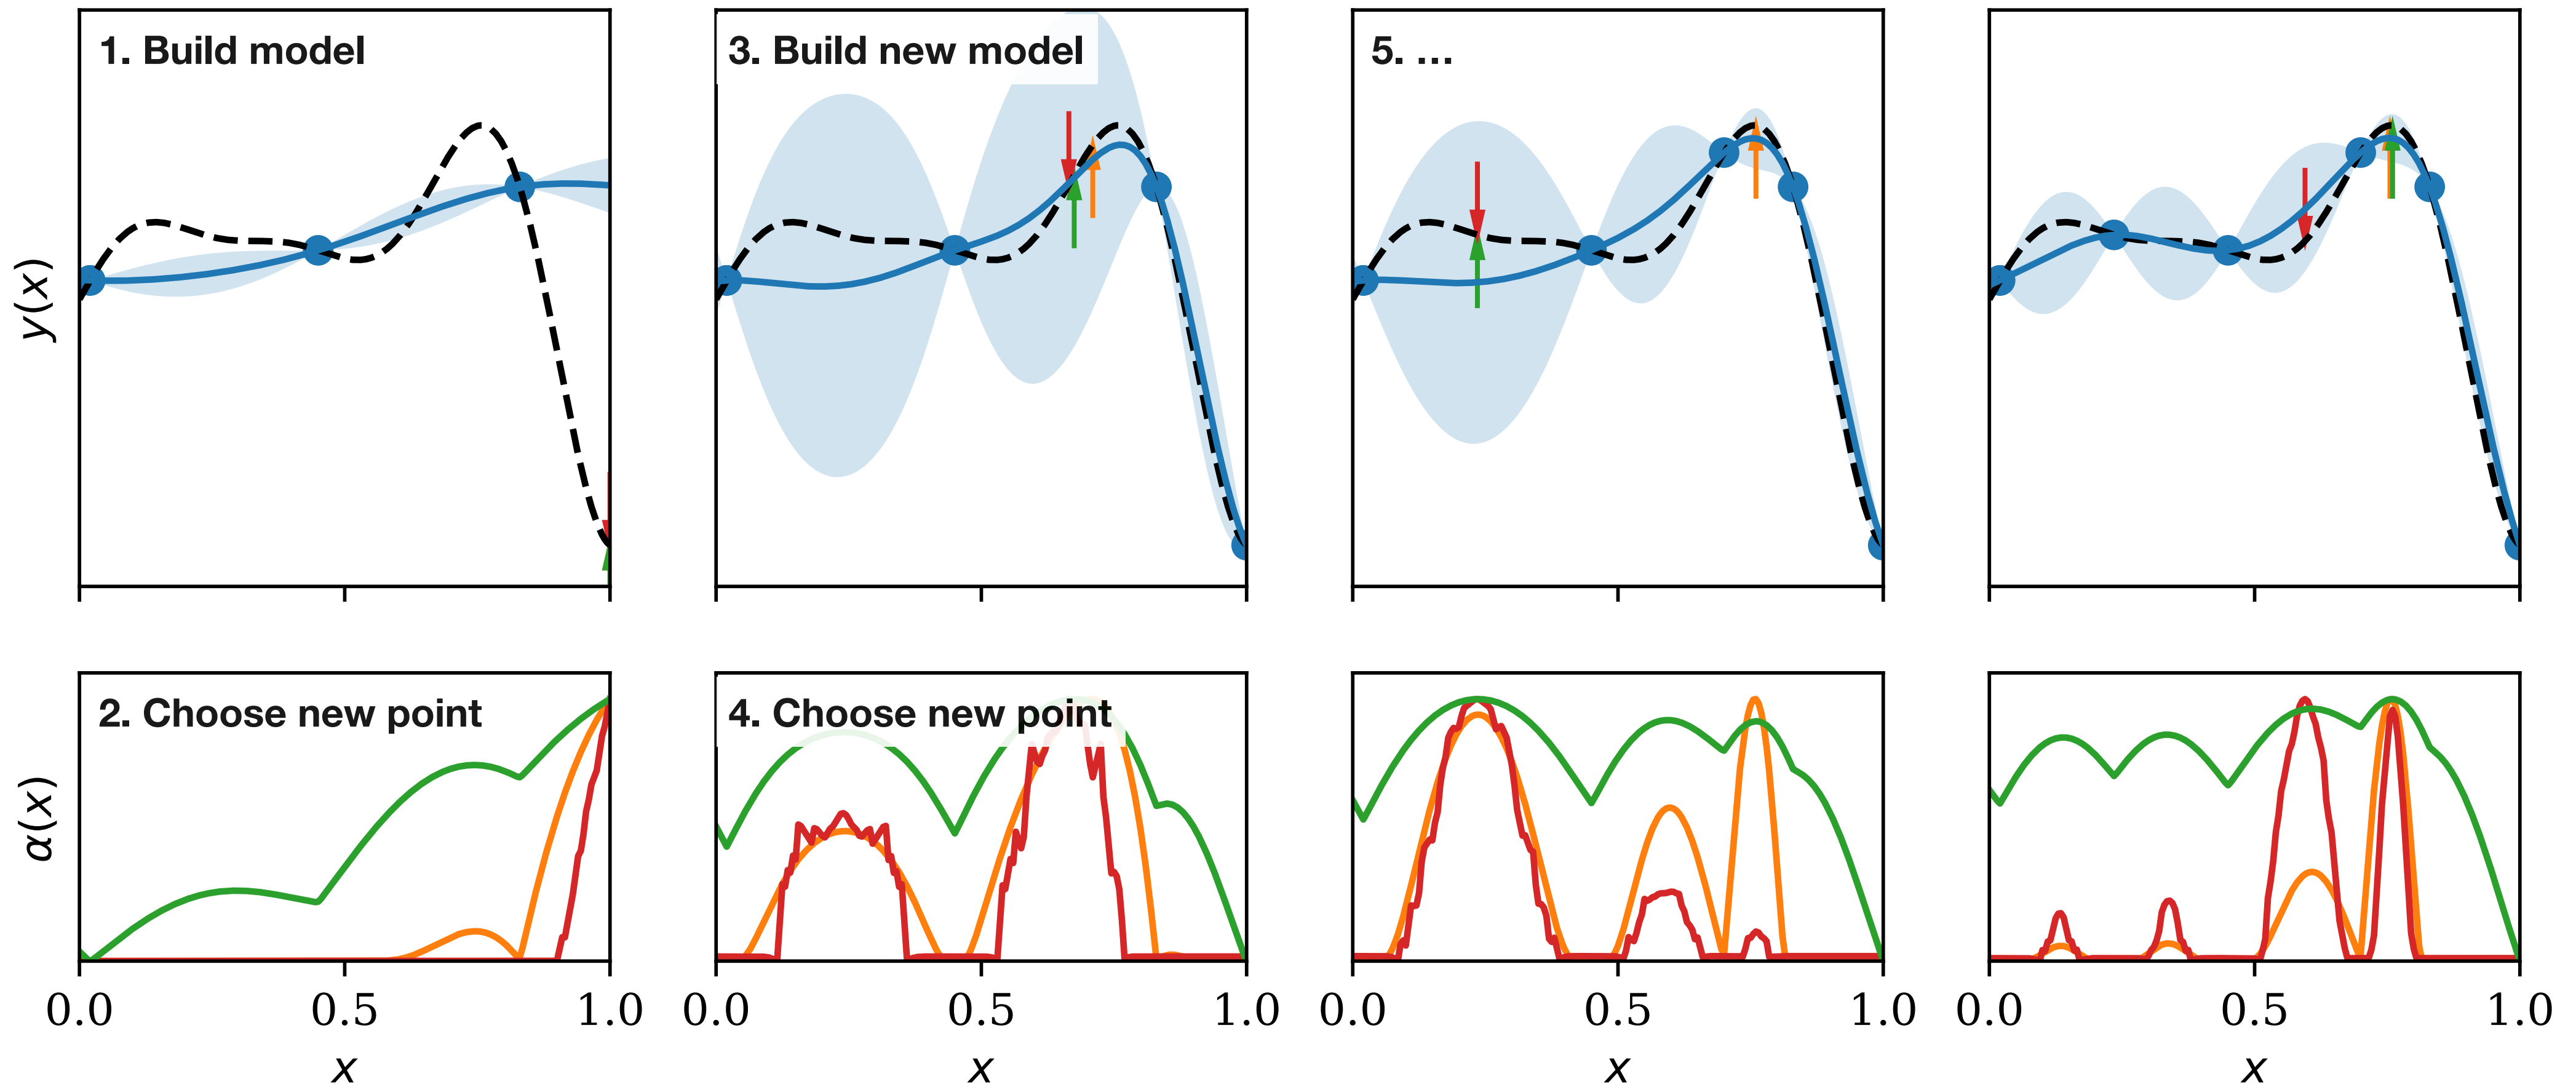 1. Build model
3. Build new model
5. ...
y(x)
2. Choose new point
4. Choose new point
α(x)
0.0 0.5 1.0 0.0 0.5 1.0 0.0 0.5 1.0 0.0 0.5 1.0
x x x x